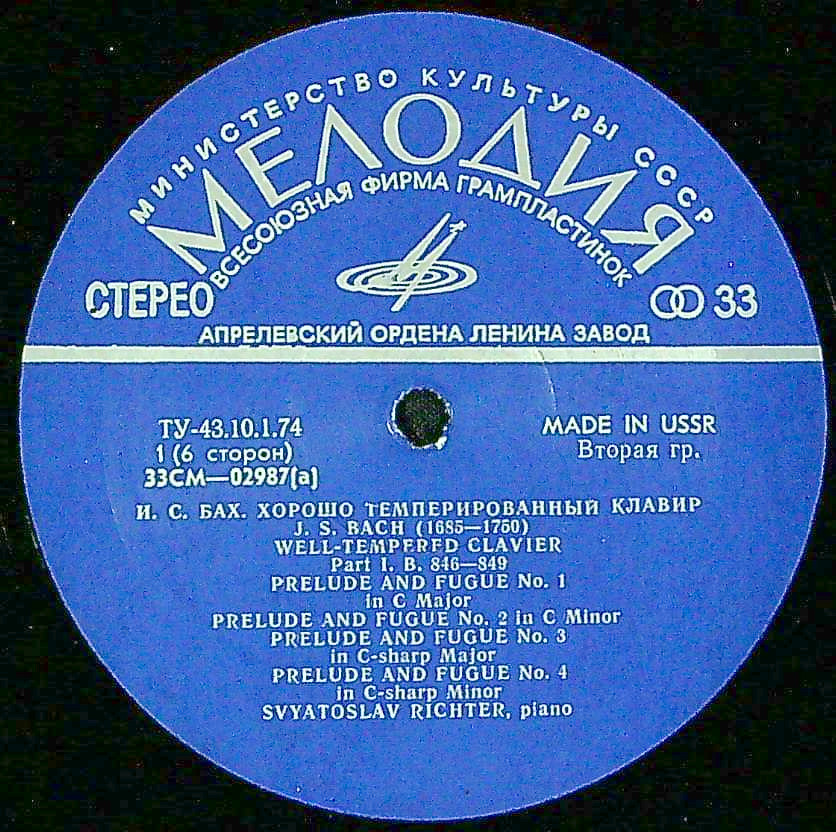 МИНИСТЕРСТВО КУЛЬТУРЫ СССР
МЕЛОДИЯ
ВСЕСОЮЗНАЯ ФИРМА ГРАМПЛАСТИНОК
СТЕРЕО
33
АПРЕЛЕВСКИЙ ОРДЕНА ЛЕНИНА ЗАВОД
ТУ-43.10.1.74
1 (6 сторон)
33СМ—02987(а)
MADE IN USSR
Вторая гр.
И. С. БАХ. ХОРОШО ТЕМПЕРИРОВАННЫЙ КЛАВИР
J. S. BACH (1685—1750)
WELL-TEMPERED CLAVIER
Part I. B. 846—849
PRELUDE AND FUGUE No. 1
in C Major
PRELUDE AND FUGUE No. 2 in C Minor
PRELUDE AND FUGUE No. 3
in C-sharp Major
PRELUDE AND FUGUE No. 4
in C-sharp Minor
SVYATOSLAV RICHTER, piano